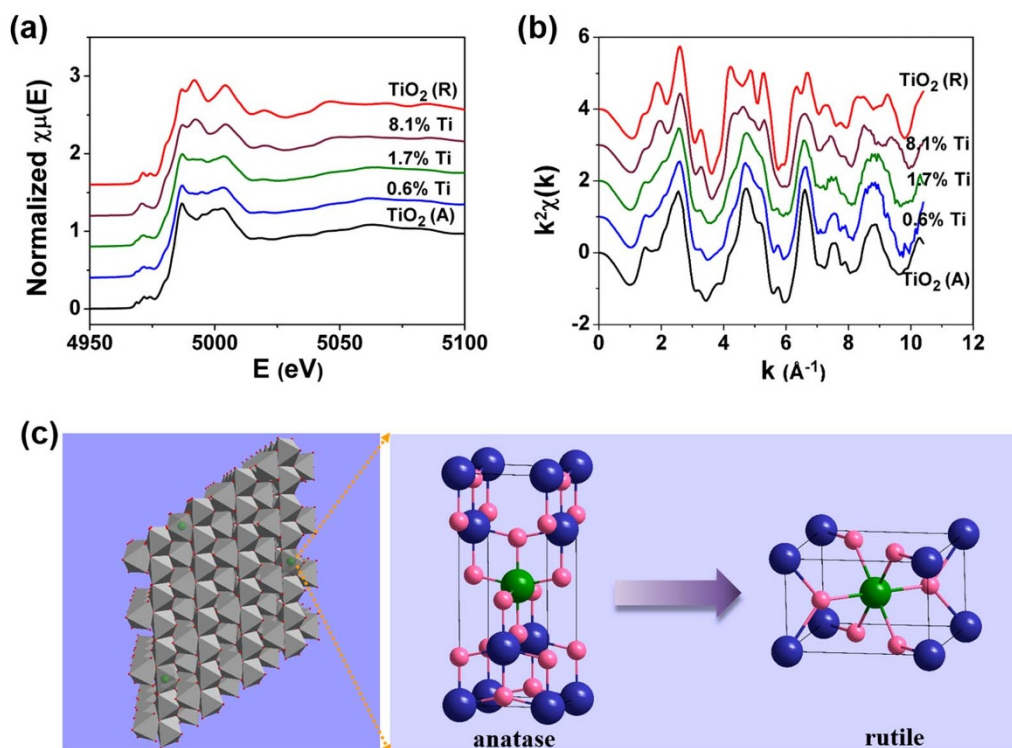 (a)
Normalized χμ(E)
3
2
1
0
TiO₂ (R)
8.1% Ti
1.7% Ti
0.6% Ti
TiO₂ (A)
4950
5000
5050
5100
E (eV)
(b)
k²χ(k)
6
4
2
0
-2
TiO₂ (R)
8.1% Ti
1.7% Ti
0.6% Ti
TiO₂ (A)
0
2
4
6
8
10
12
k (Å⁻¹)
(c)
anatase
rutile